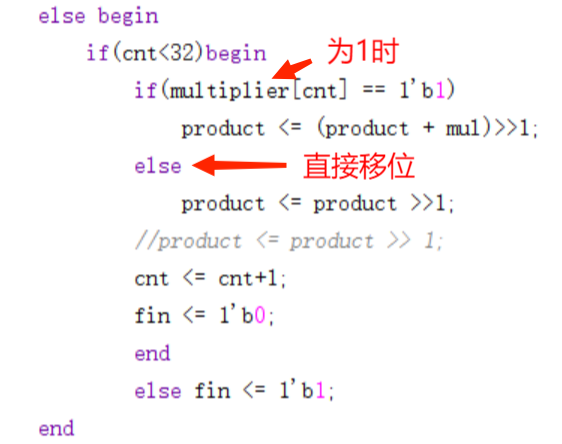 else begin
if(cnt<32)begin
为1时
if(multiplier[cnt] == 1'b1)
product <= (product + mul)>>1;
else
直接移位
product <= product >>1;
//product <= product >> 1;
cnt <= cnt+1;
fin <= 1'b0;
end
else fin <= 1'b1;
end